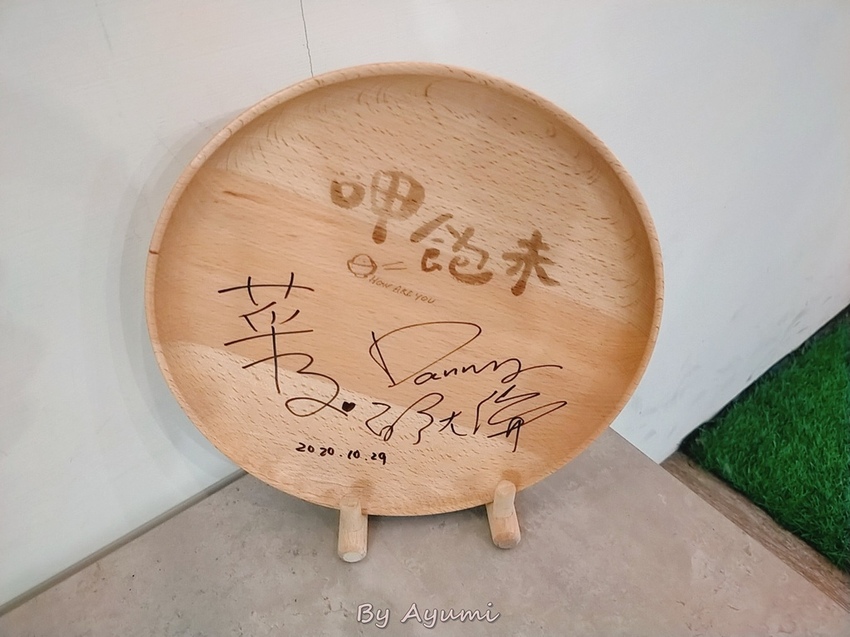 呷飽未
HOW ARE YOU
Danny
2020.10.29
By Ayumi